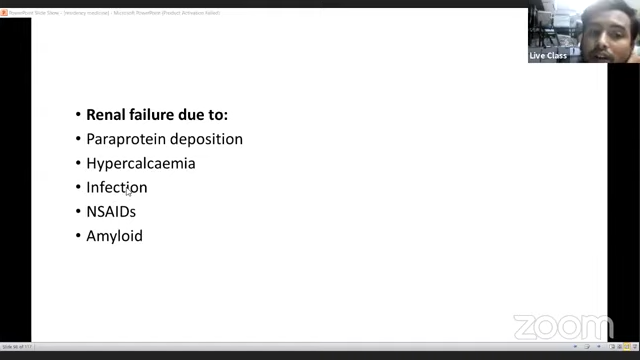 PowerPoint Slide Show - [residency medicine] - Microsoft PowerPoint (Product Activation Failed)
Live Class
• Renal failure due to:
• Paraprotein deposition
• Hypercalcaemia
• Infection
• NSAIDs
• Amyloid
zoom